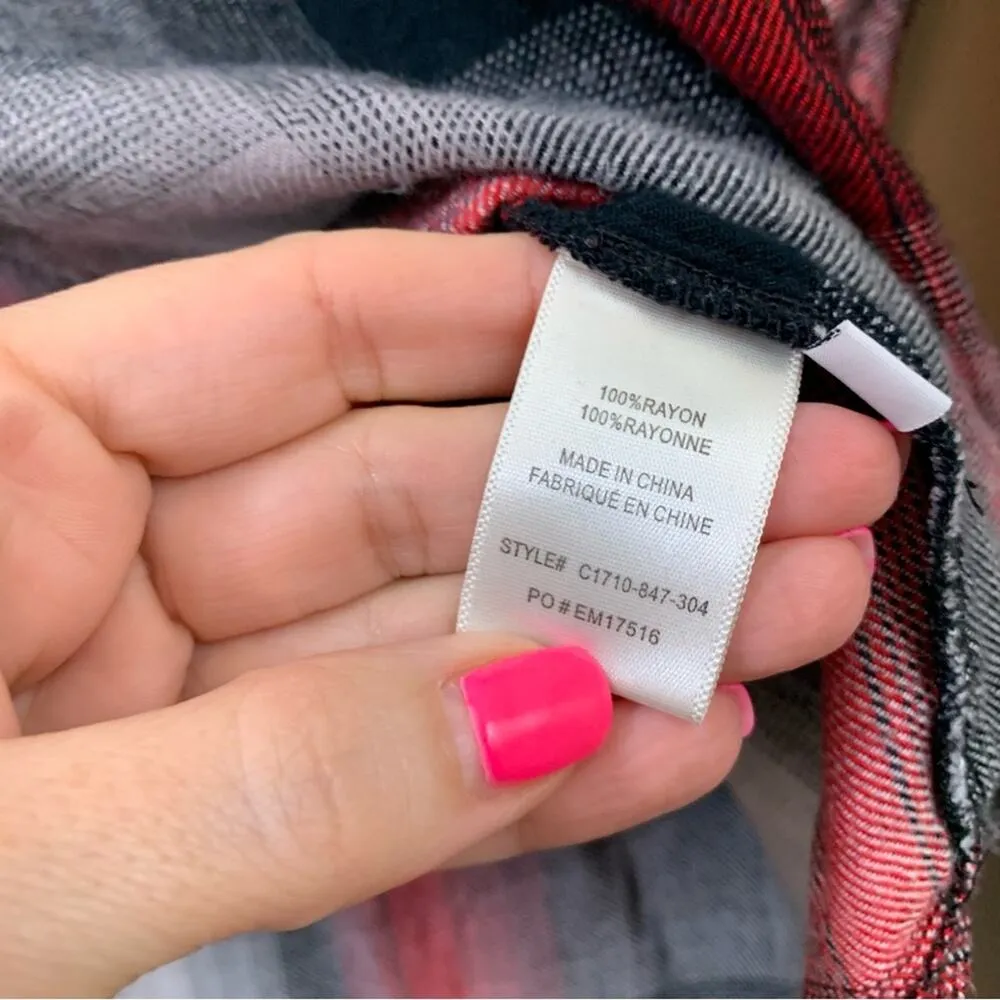 100%RAYON
100%RAYONNE
MADE IN CHINA
FABRIQUÉ EN CHINE
STYLE# C1710-847-304
PO#EM17516